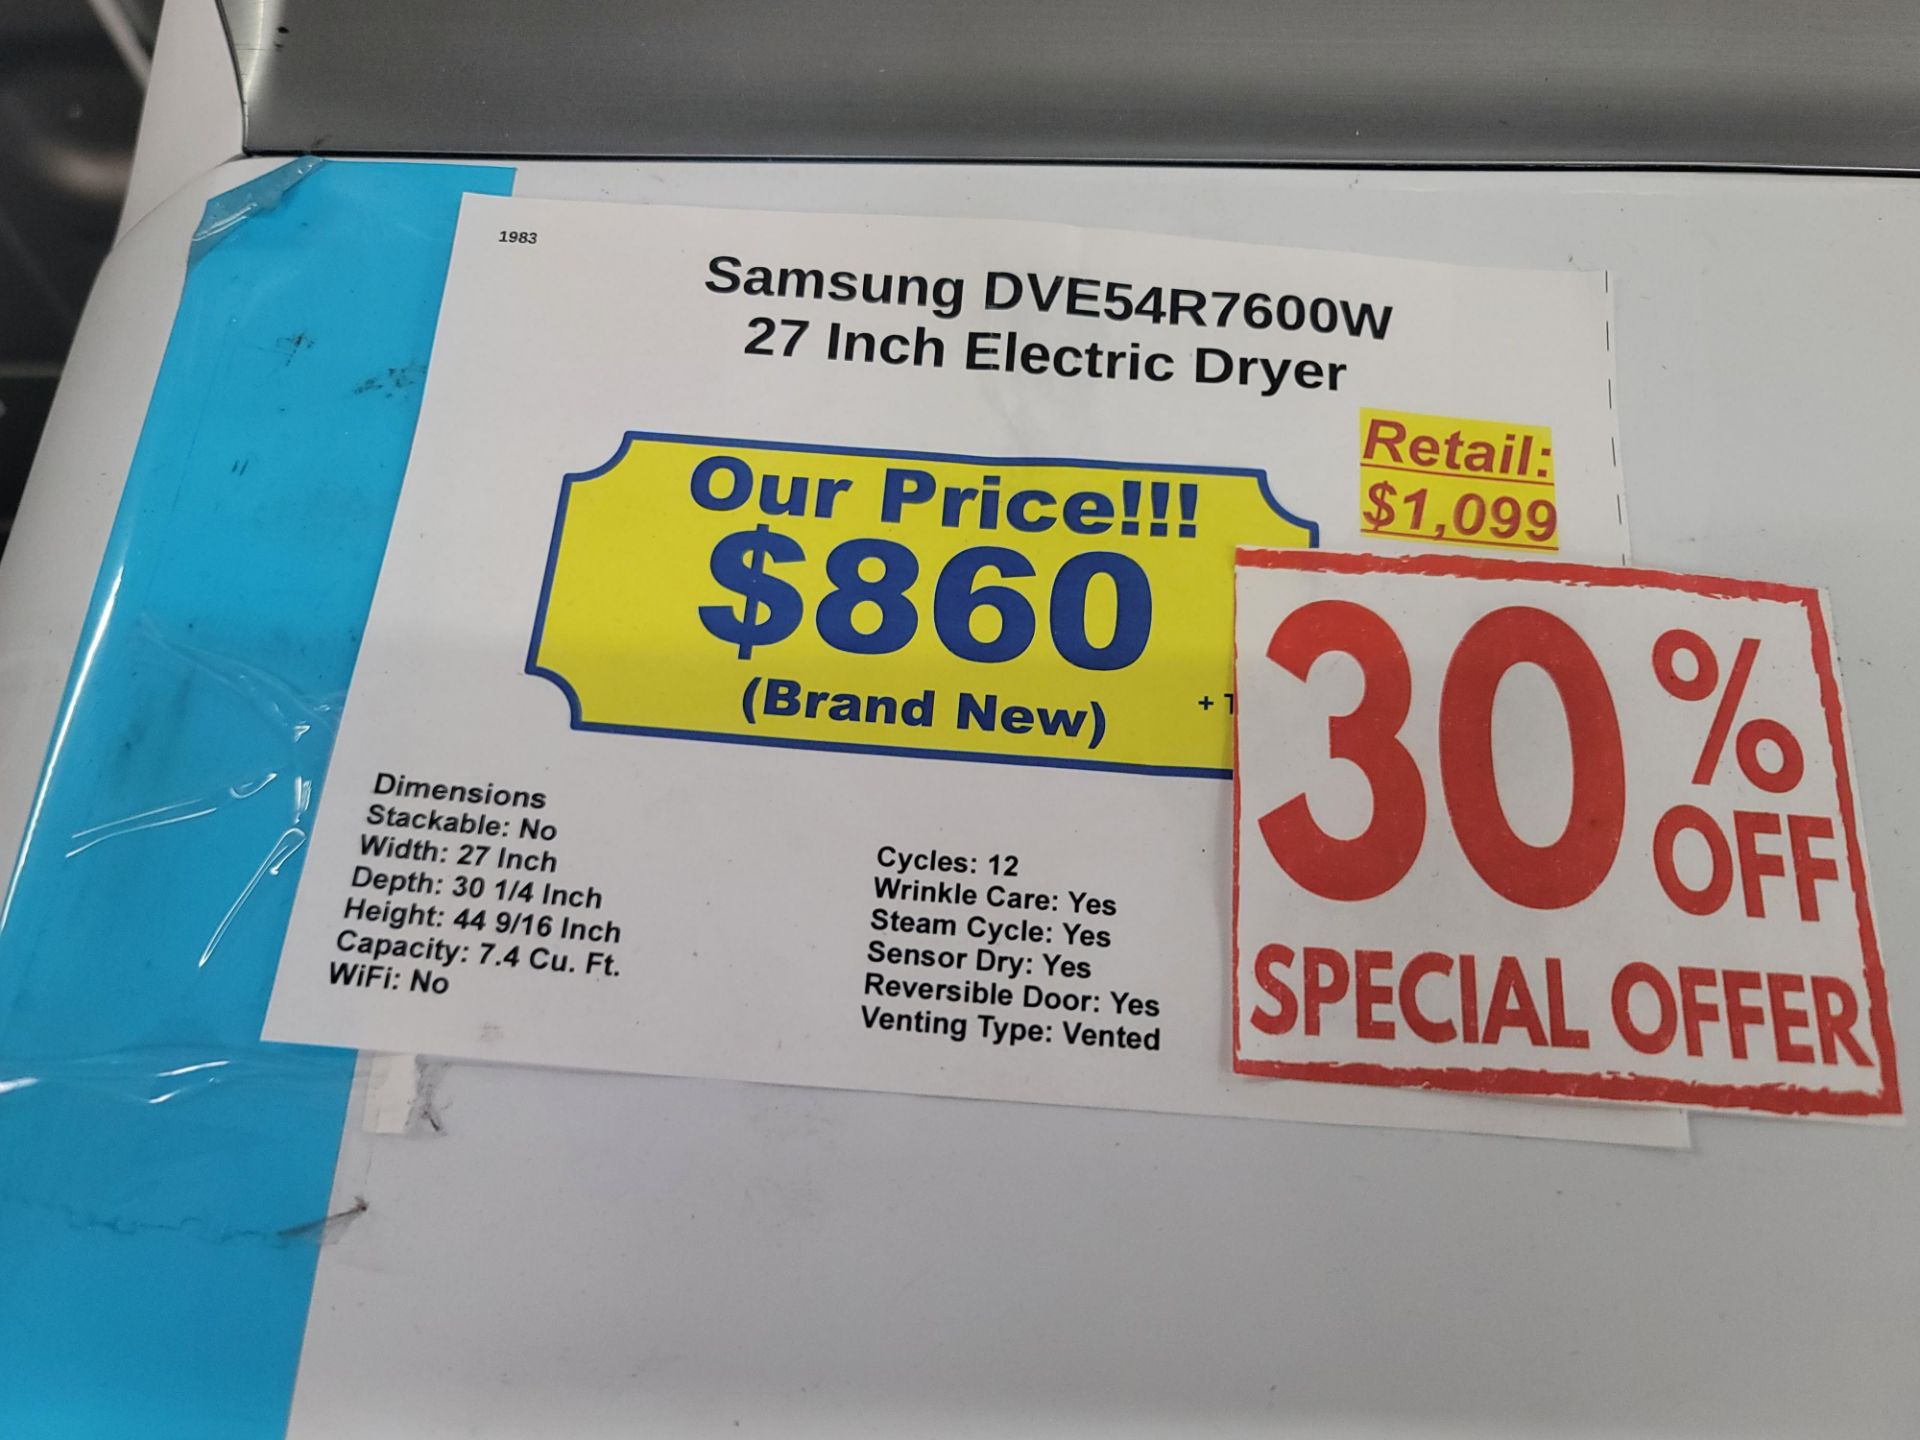 1983
Samsung DVE54R7600W
27 Inch Electric Dryer
Retail:
$1,099
Our Price!!!
$860
(Brand New)
+
30% OFF
SPECIAL OFFER
Dimensions
Stackable: No
Width: 27 Inch
Depth: 30 1/4 Inch
Height: 44 9/16 Inch
Capacity: 7.4 Cu. Ft.
WiFi: No
Cycles: 12
Wrinkle Care: Yes
Steam Cycle: Yes
Sensor Dry: Yes
Reversible Door: Yes
Venting Type: Vented